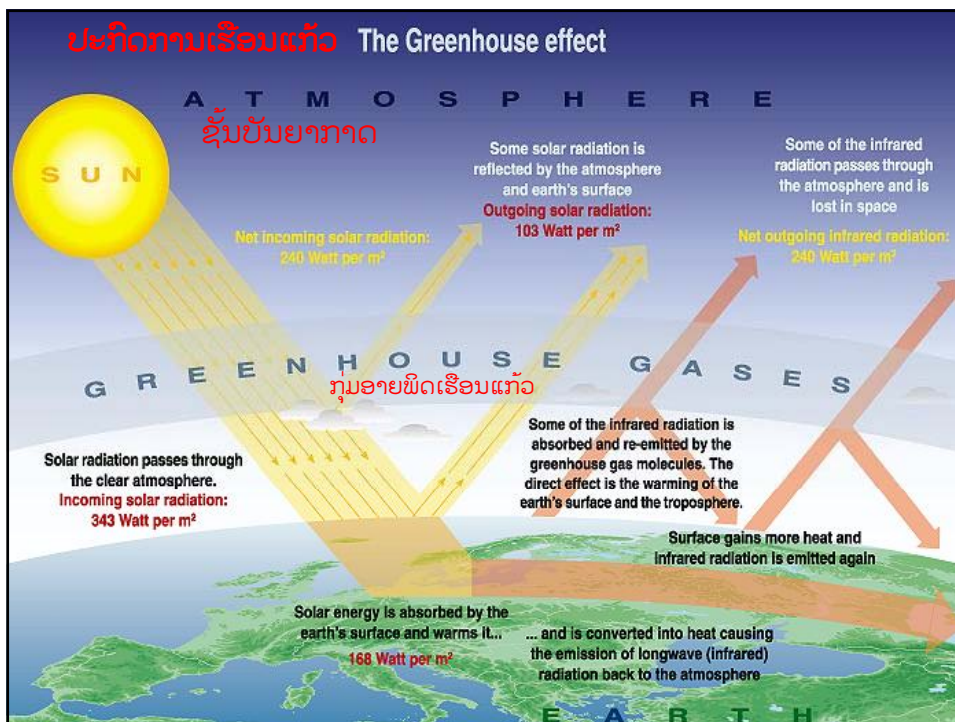 ປະກົດການເຮືອນແກ້ວ The Greenhouse effect
A T M O S P H E R E
ຊັ້ນບັນຍາກາດ
S U N
Some solar radiation is
reflected by the atmosphere
and earth's surface
Outgoing solar radiation:
103 Watt per m²
Some of the infrared
radiation passes through
the atmosphere and is
lost in space
Net outgoing infrared radiation:
240 Watt per m²
Net incoming solar radiation:
240 Watt per m²
G R E E N H O U S E G A S E S
ກຸ່ມອາຍພິດເຮືອນແກ້ວ
Solar radiation passes through
the clear atmosphere.
Incoming solar radiation:
343 Watt per m²
Some of the infrared radiation is
absorbed and re-emitted by the
greenhouse gas molecules. The
direct effect is the warming of the
earth's surface and the troposphere.
Surface gains more heat and
infrared radiation is emitted again
Solar energy is absorbed by the
earth's surface and warms it...
168 Watt per m²
... and is converted into heat causing
the emission of longwave (infrared)
radiation back to the atmosphere
E A R T H